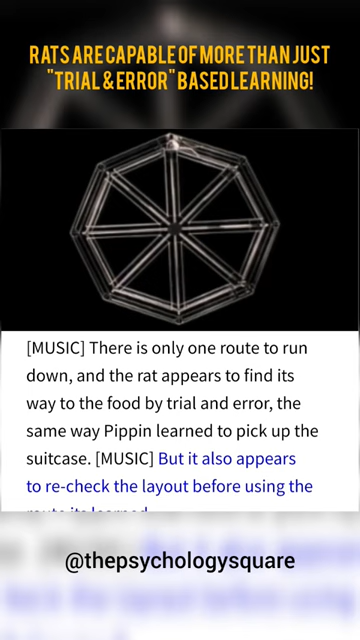 RATS ARE CAPABLE OF MORE THAN JUST
"TRIAL & ERROR" BASED LEARNING!
[MUSIC] There is only one route to run
down, and the rat appears to find its
way to the food by trial and error, the
same way Pippin learned to pick up the
suitcase. [MUSIC] But it also appears
to re-check the layout before using the
route its learned
@thepsychologysquare